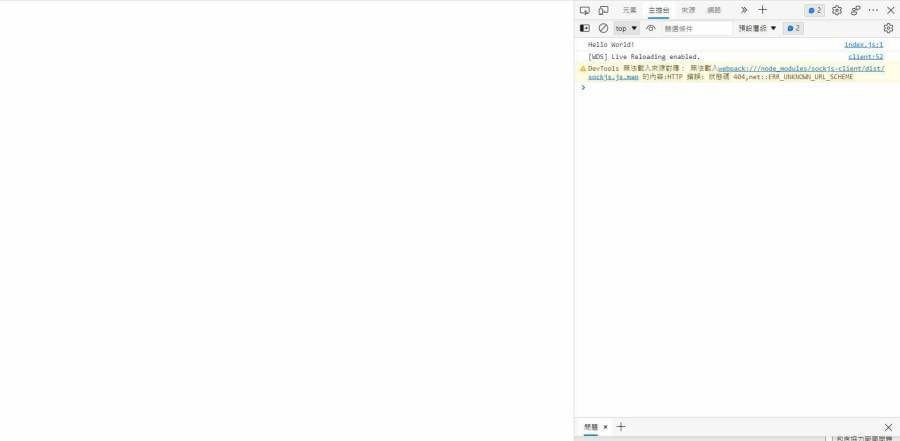 元素 主控台 來源 網路 2
top 篩選條件 預設層級 2
Hello World! index.js:1
[WDS] Live Reloading enabled. client:52
DevTools 無法載入來源對應： 無法載入webpack:///node_modules/sockjs-client/dist/
sockjs.js.map 的內容:HTTP 錯誤: 狀態碼 404,net::ERR_UNKNOWN_URL_SCHEME
問題